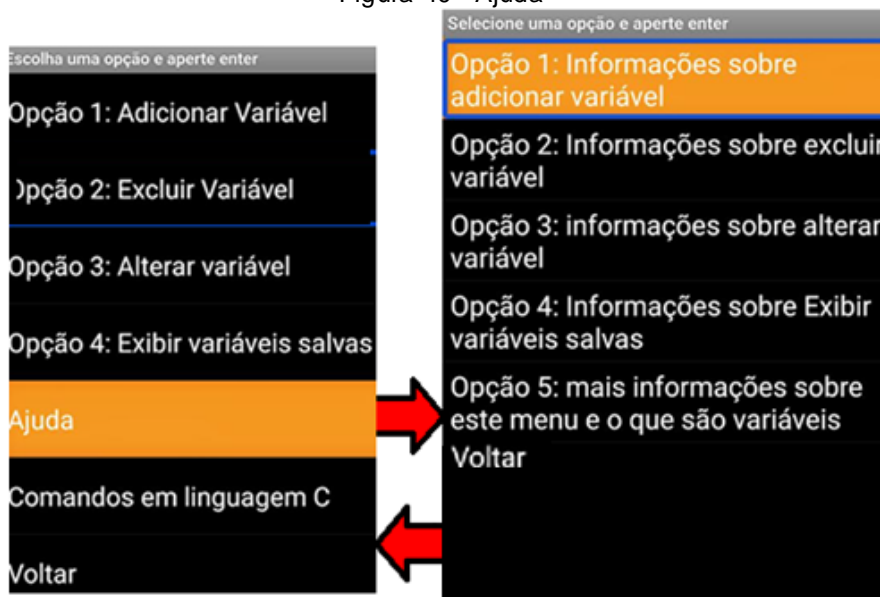 Escolha uma opção e aperte enter
Opção 1: Adicionar Variável
Opção 2: Excluir Variável
Opção 3: Alterar variável
Opção 4: Exibir variáveis salvas
Ajuda
Comandos em linguagem C
Voltar
Selecione uma opção e aperte enter
Opção 1: Informações sobre
adicionar variável
Opção 2: Informações sobre excluir
variável
Opção 3: informações sobre alterar
variável
Opção 4: Informações sobre Exibir
variáveis salvas
Opção 5: mais informações sobre
este menu e o que são variáveis
Voltar